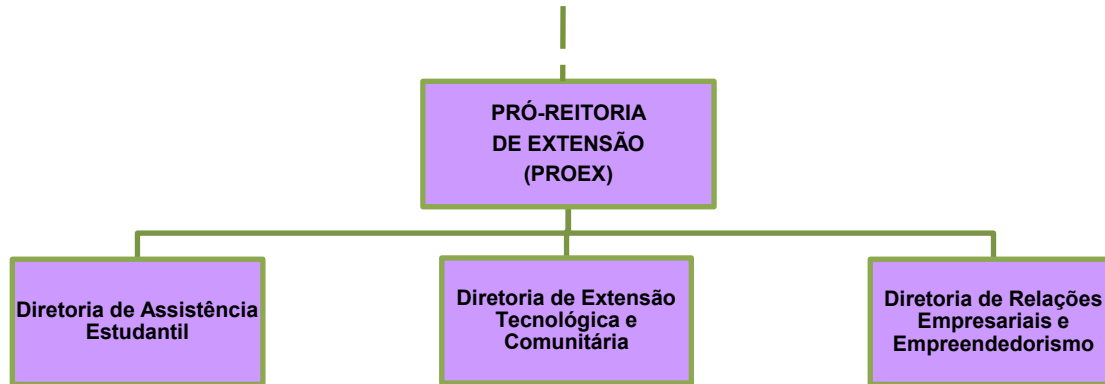 PRÓ-REITORIA
DE EXTENSÃO
(PROEX)
Diretoria de Assistência
Estudantil
Diretoria de Extensão
Tecnológica e
Comunitária
Diretoria de Relações
Empresariais e
Empreendedorismo